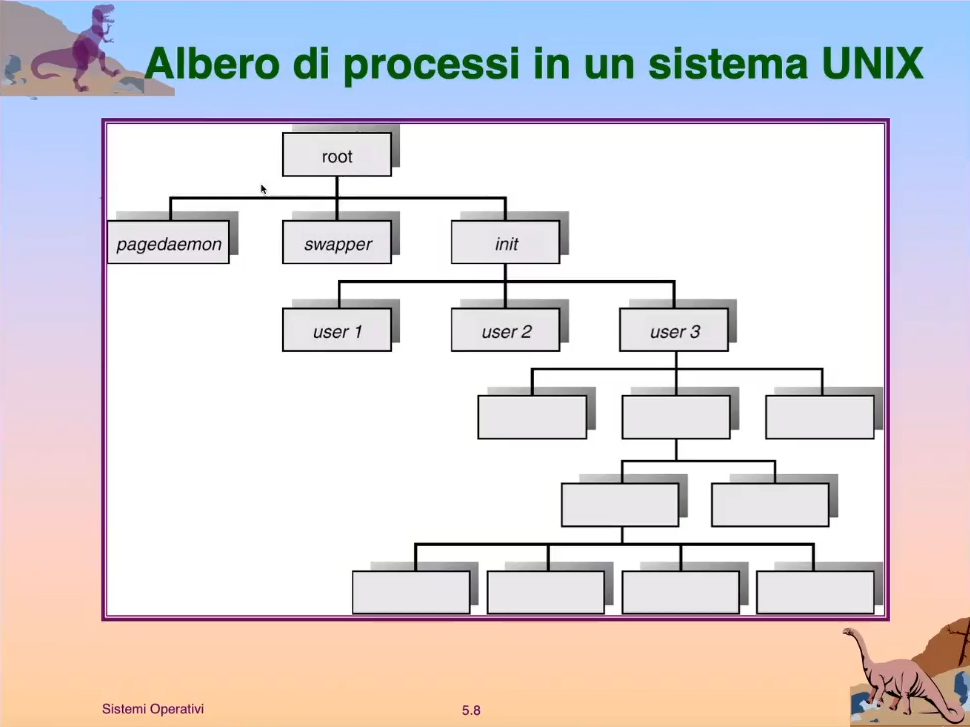 Albero di processi in un sistema UNIX
root
pagedaemon
swapper
init
user 1
user 2
user 3
Sistemi Operativi
5.8